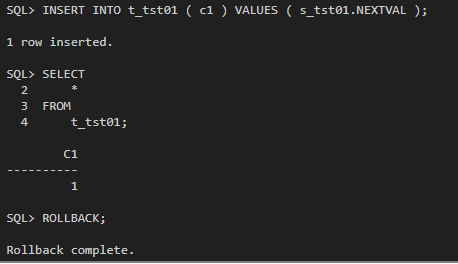 SQL> INSERT INTO t_tst01 ( c1 ) VALUES ( s_tst01.NEXTVAL );
1 row inserted.
SQL> SELECT
2 *
3 FROM
4 t_tst01;
C1
----------
1
SQL> ROLLBACK;
Rollback complete.